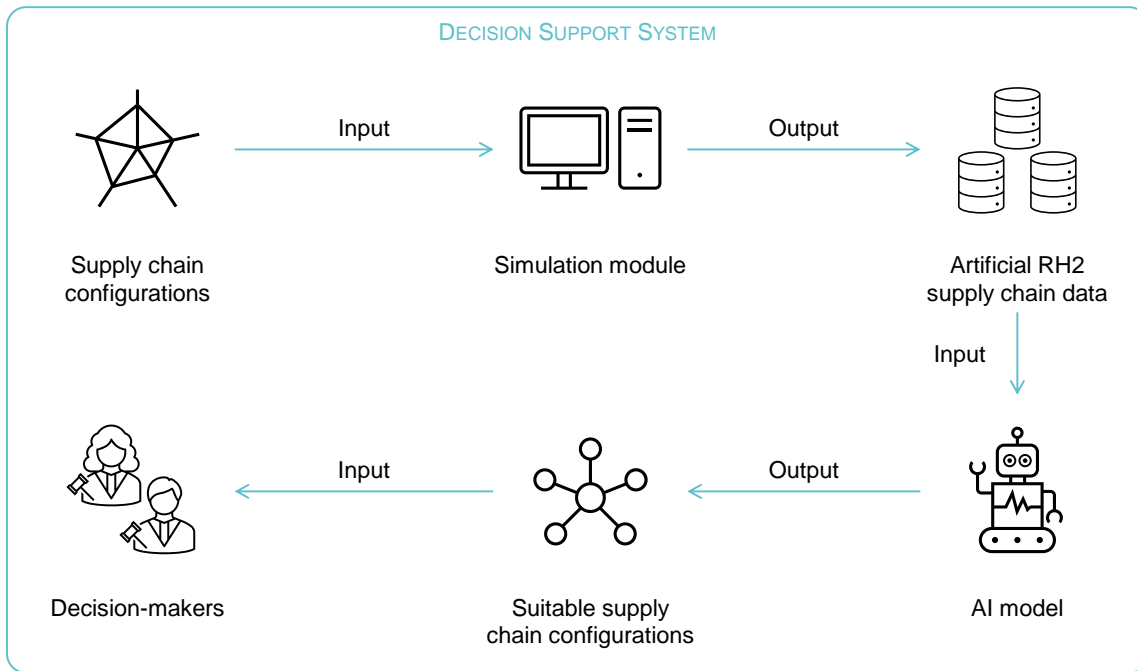 DECISION SUPPORT SYSTEM
Input
Output
Supply chain
configurations
Simulation module
Artificial RH2
supply chain data
Input
Input
Output
Decision-makers
Suitable supply
chain configurations
AI model